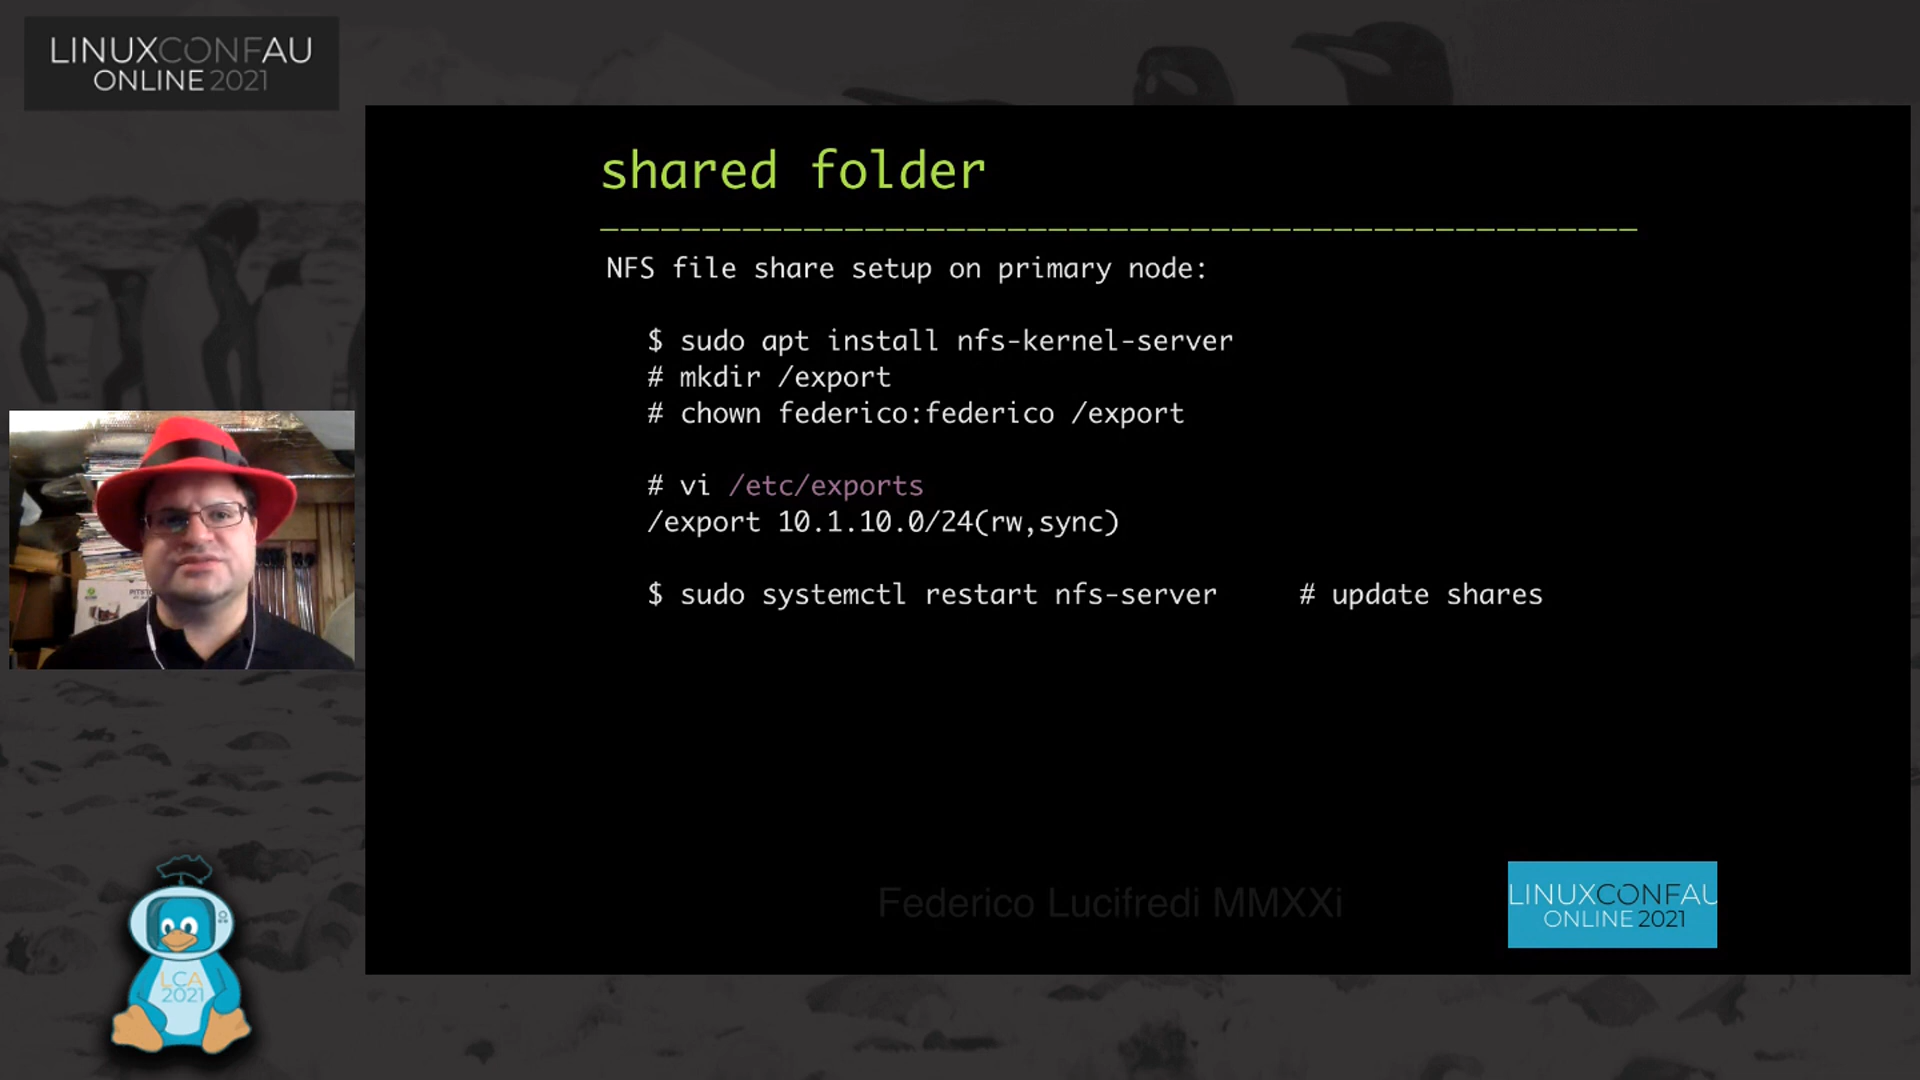 LINUXCONFAU
ONLINE 2021
shared folder
NFS file share setup on primary node:
$ sudo apt install nfs-kernel-server
# mkdir /export
# chown federico:federico /export
# vi /etc/exports
/export 10.1.10.0/24(rw,sync)
$ sudo systemctl restart nfs-server # update shares
Federico Lucifredi MMXXi
LINUXCONFAU
ONLINE 2021
LCA
2021